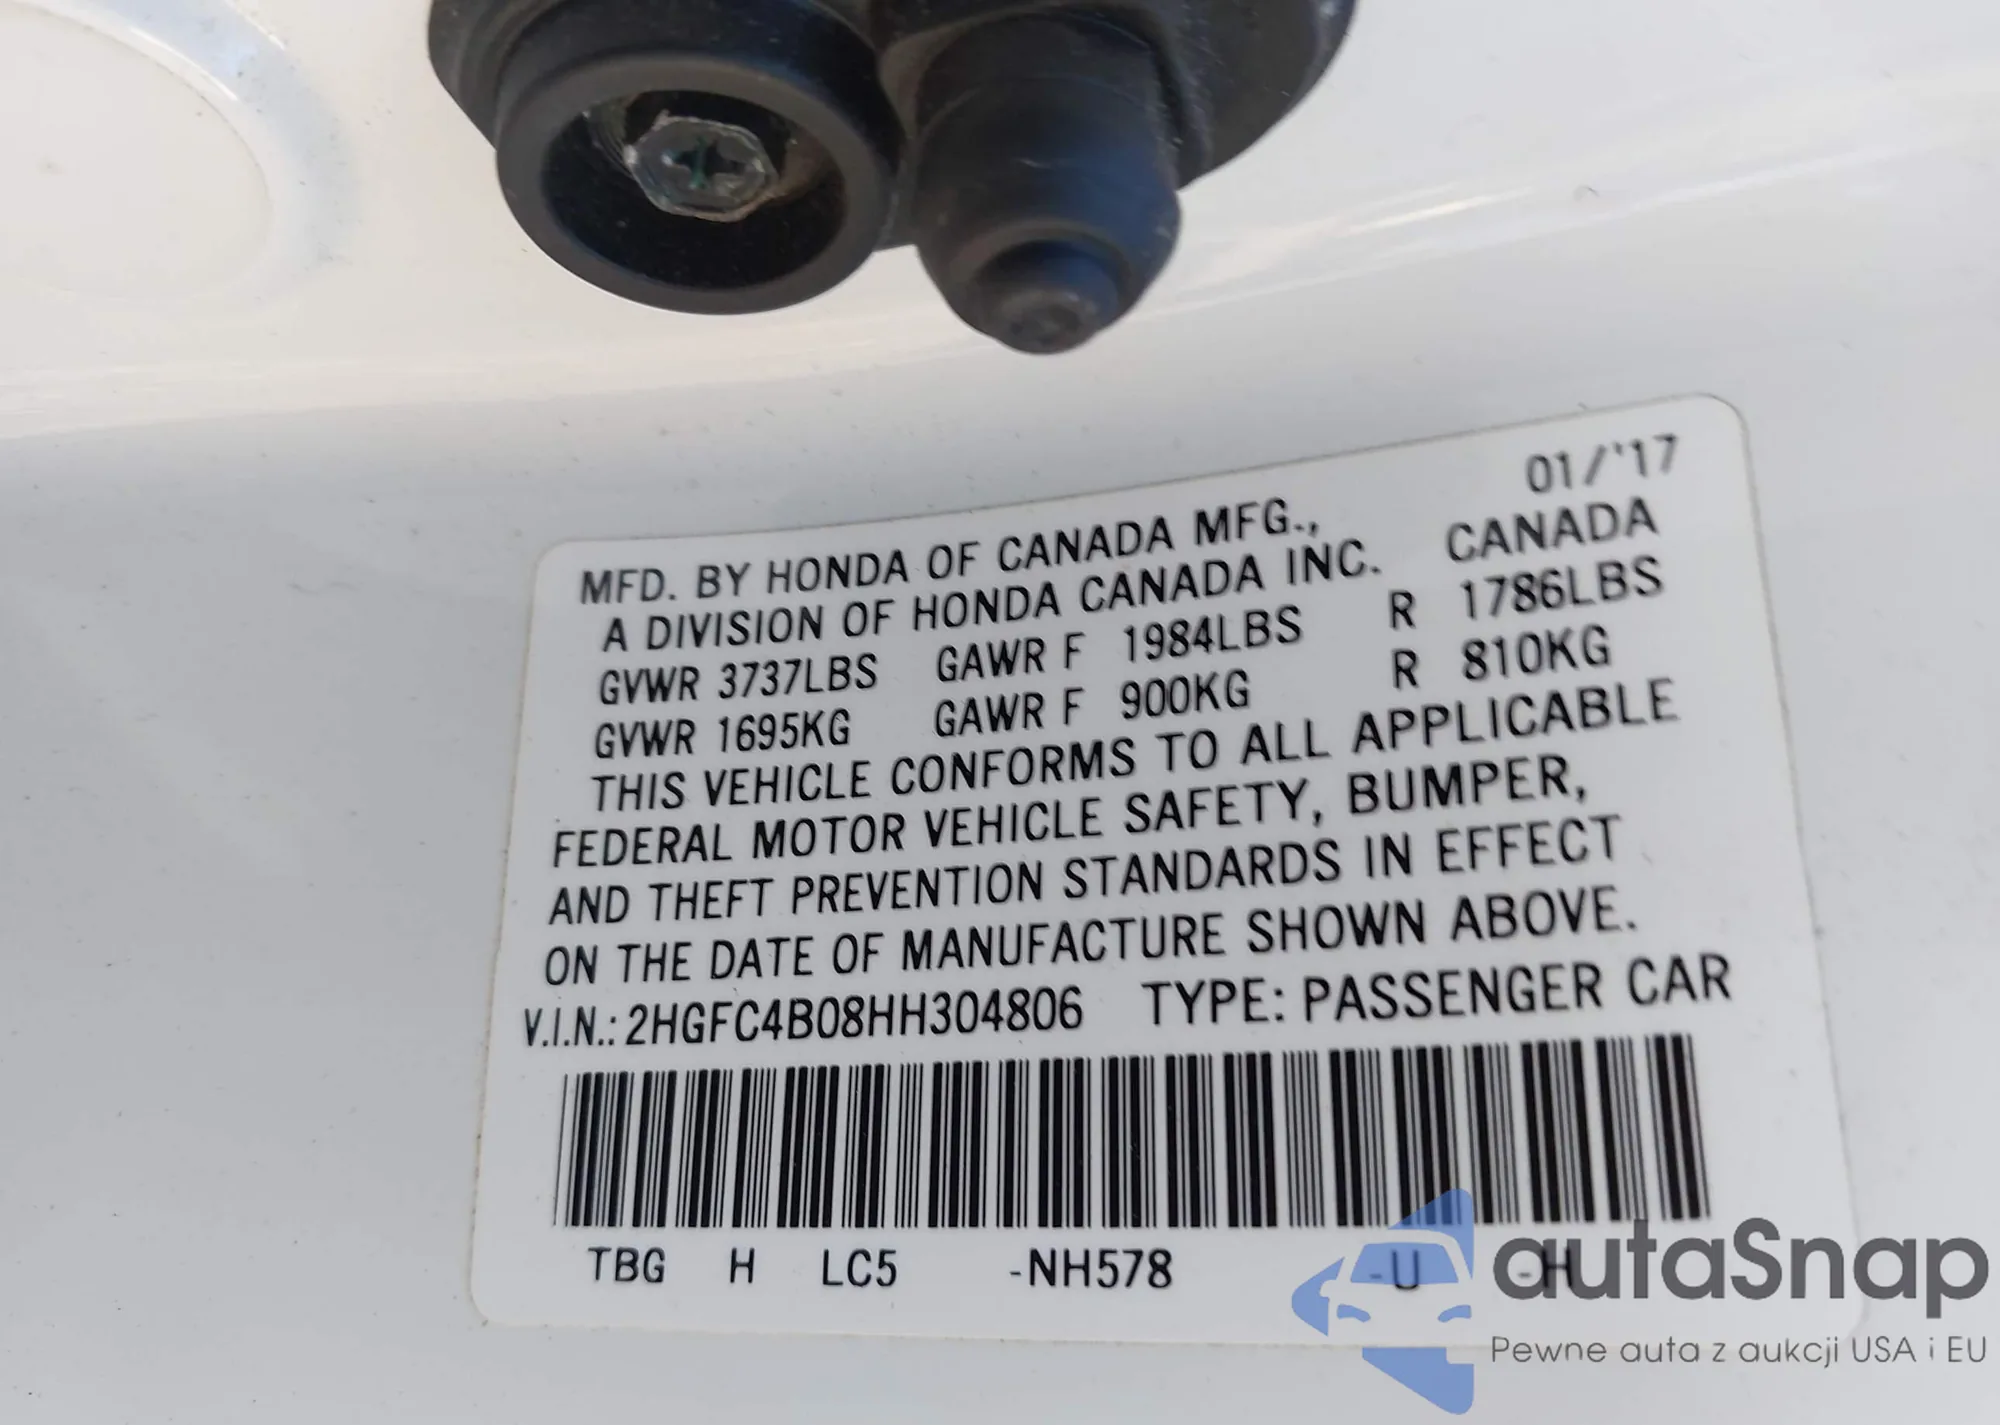 01/'17
MFD. BY HONDA OF CANADA MFG.,
A DIVISION OF HONDA CANADA INC. CANADA
GVWR 3737LBS GAWR F 1984LBS R 1786LBS
GVWR 1695KG GAWR F 900KG R 810KG
THIS VEHICLE CONFORMS TO ALL APPLICABLE
FEDERAL MOTOR VEHICLE SAFETY, BUMPER,
AND THEFT PREVENTION STANDARDS IN EFFECT
ON THE DATE OF MANUFACTURE SHOWN ABOVE.
V.I.N.: 2HGFC4B08HH304806 TYPE: PASSENGER CAR
TBG H LC5 -NH578 -U -H
autaSnap
Pewne auta z aukcji USA i EU